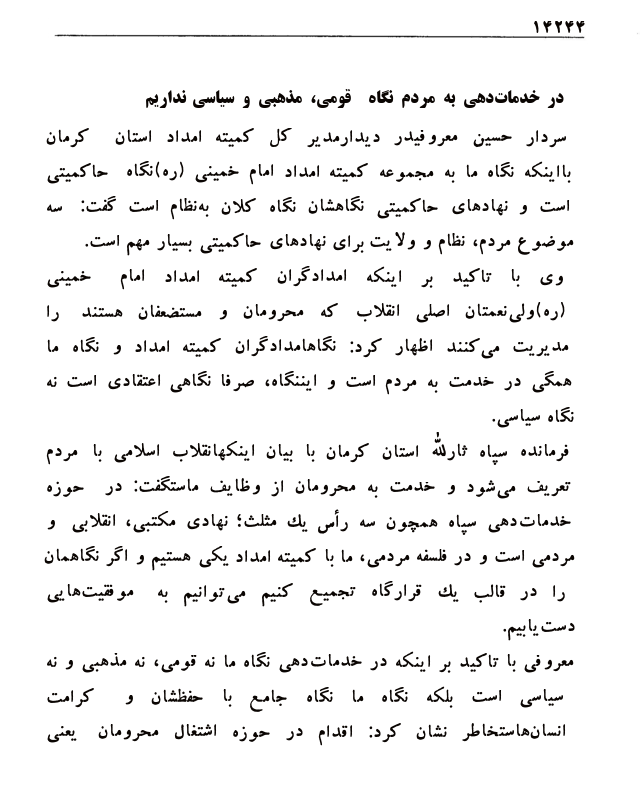 ۱۴۲۴۴
در خدمات‌دهی به مردم نگاه قومی، مذهبی و سیاسی نداریم
سردار حسین معروفیدر دیدارمدیر کل کمیته امداد استان کرمان
بااینکه نگاه ما به مجموعه کمیته امداد امام خمینی (ره)نگاه حاکمیتی
است و نهادهای حاکمیتی نگاهشان نگاه کلان به‌نظام است گفت: سه
موضوع مردم، نظام و ولایت برای نهادهای حاکمیتی بسیار مهم است.
وی با تاکید بر اینکه امدادگران کمیته امداد امام خمینی
(ره)ولی‌نعمتان اصلی انقلاب که محرومان و مستضعفان هستند را
مدیریت می‌کنند اظهار کرد: نگاهامدادگران کمیته امداد و نگاه ما
همگی در خدمت به مردم است و ایننگاه، صرفا نگاهی اعتقادی است نه
نگاه سیاسی.
فرمانده سپاه ثارالله استان کرمان با بیان اینکهانقلاب اسلامی با مردم
تعریف می‌شود و خدمت به محرومان از وظایف ماستگفت: در حوزه
خدمات‌دهی سپاه همچون سه رأس یك مثلث؛ نهادی مکتبی، انقلابی و
مردمی است و در فلسفه مردمی، ما با کمیته امداد یکی هستیم و اگر نگاهمان
را در قالب یك قرارگاه تجمیع کنیم می‌توانیم به موفقیت‌هایی
دست‌یابیم.
معروفی با تاکید بر اینکه در خدمات‌دهی نگاه ما نه قومی، نه مذهبی و نه
سیاسی است بلکه نگاه ما نگاه جامع با حفظشان و کرامت
انسان‌هاستخاطر نشان کرد: اقدام در حوزه اشتغال محرومان یعنی